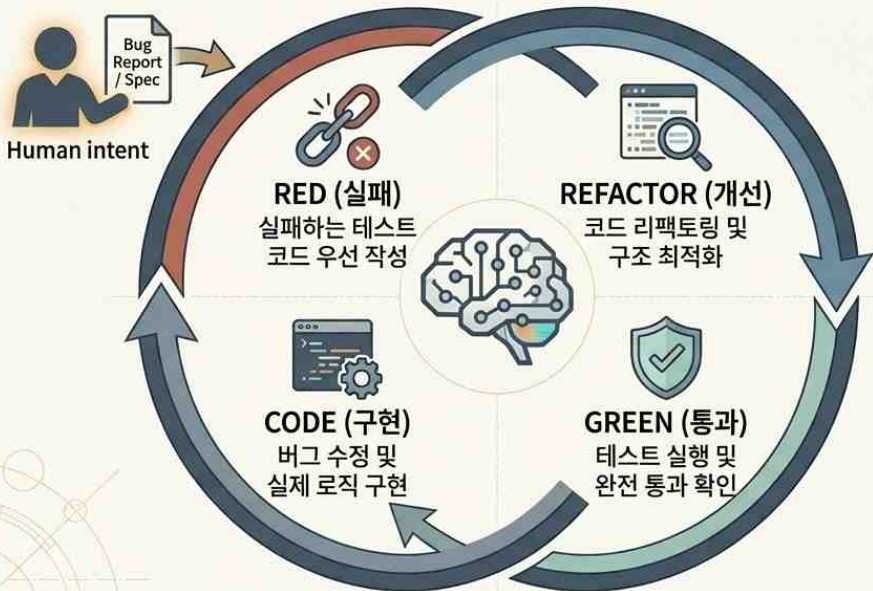 Bug
Report
/ Spec
Human intent
RED (실패)
실패하는 테스트
코드 우선 작성
REFACTOR (개선)
코드 리팩토링 및
구조 최적화
CODE (구현)
버그 수정 및
실제 로직 구현
GREEN (통과)
테스트 실행 및
완전 통과 확인